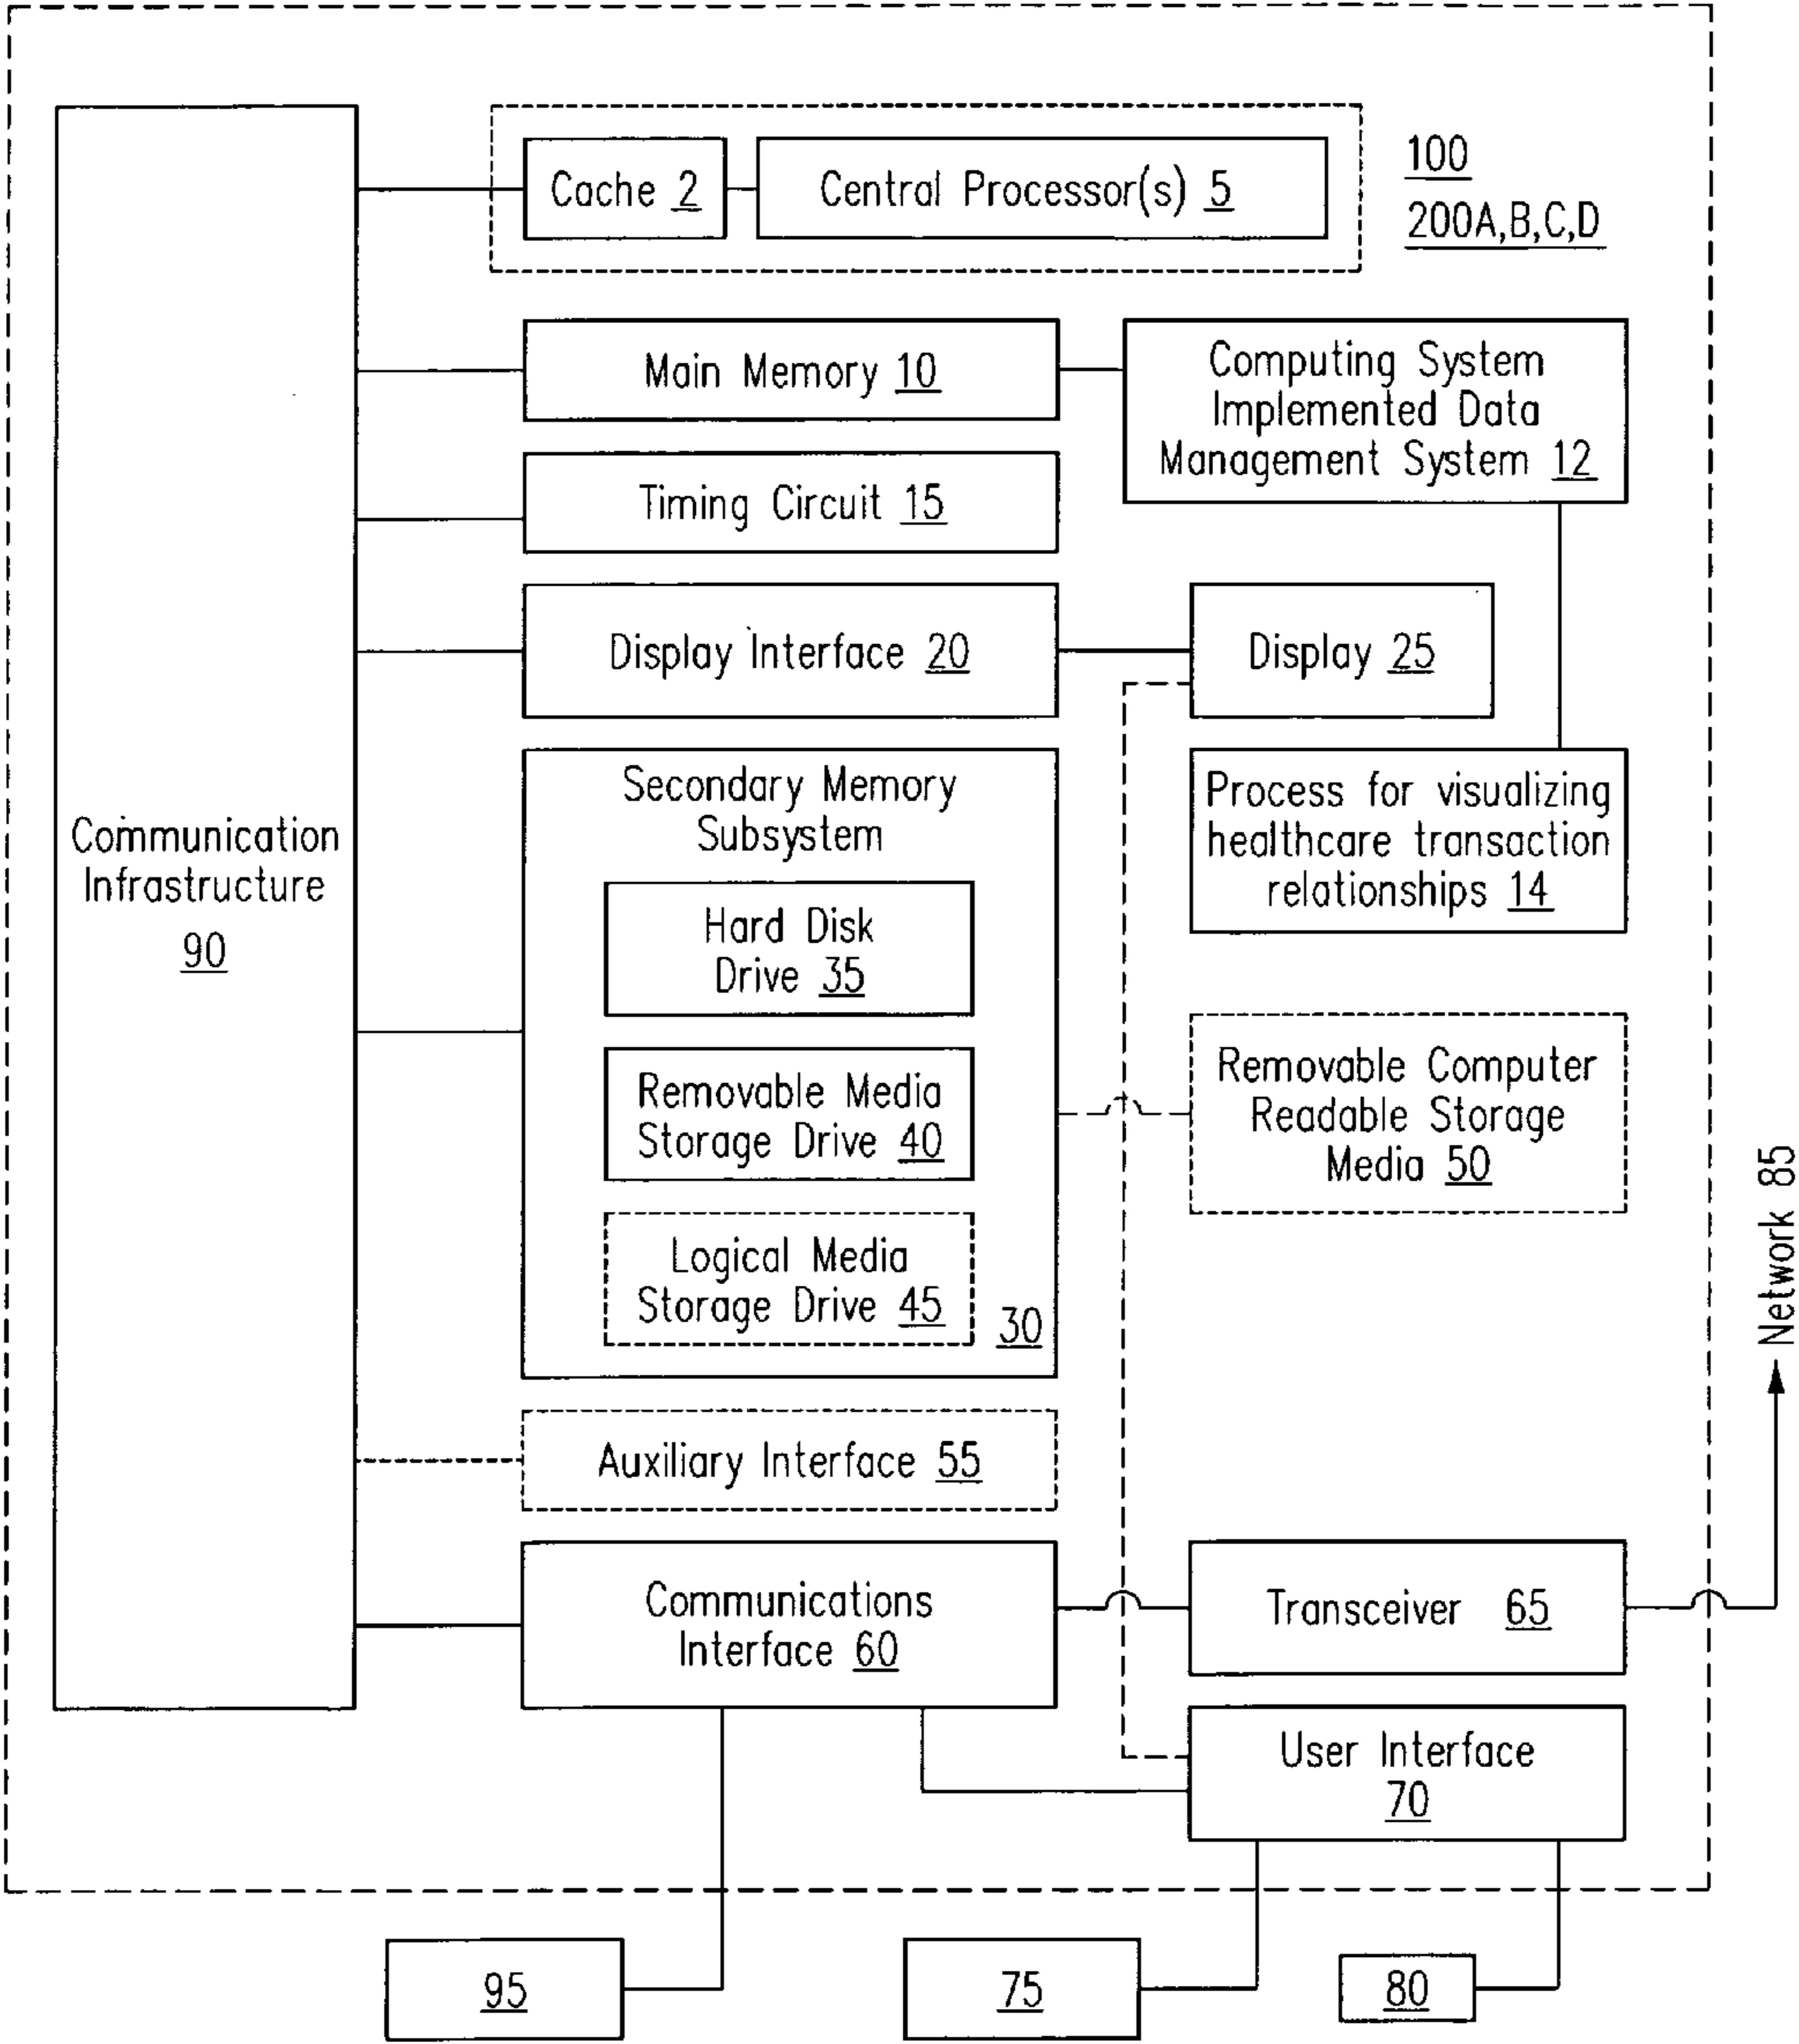 Cache 2
Central Processor(s) 5
100
200A,B,C,D
Main Memory 10
Computing System
Implemented Data
Management System 12
Timing Circuit 15
Display Interface 20
Display 25
Communication
Infrastructure
90
Secondary Memory
Subsystem
Hard Disk
Drive 35
Removable Media
Storage Drive 40
Logical Media
Storage Drive 45
30
Process for visualizing
healthcare transaction
relationships 14
Removable Computer
Readable Storage
Media 50
Network 85
Auxiliary Interface 55
Communications
Interface 60
Transceiver 65
User Interface
70
95
75
80